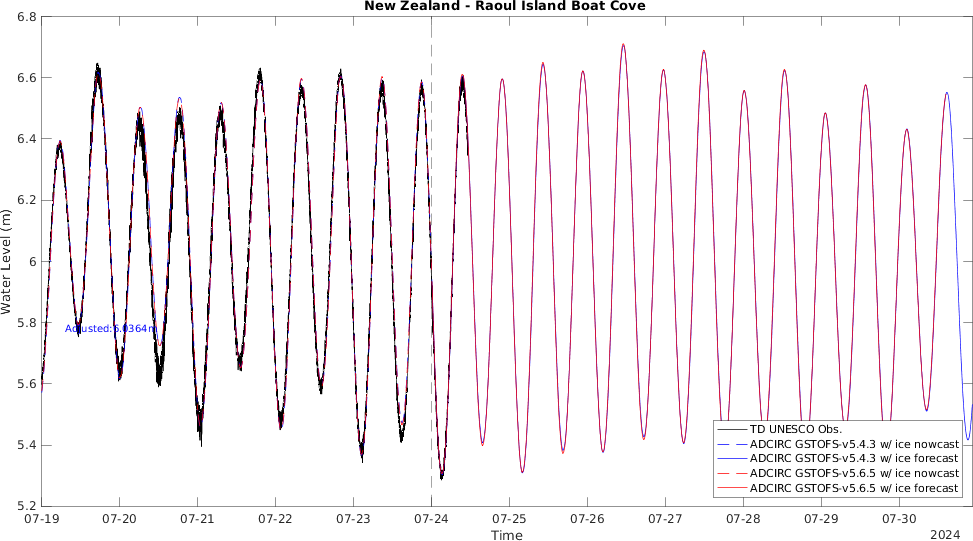 New Zealand - Raoul Island Boat Cove
6.8
6.6
6.4
6.2
6
5.8
5.6
5.4
5.2
Water Level (m)
Adjusted:6.0364m
TD UNESCO Obs.
ADCIRC GSTOFS-v5.4.3 w/ ice nowcast
ADCIRC GSTOFS-v5.4.3 w/ ice forecast
ADCIRC GSTOFS-v5.6.5 w/ ice nowcast
ADCIRC GSTOFS-v5.6.5 w/ ice forecast
07-19 07-20 07-21 07-22 07-23 07-24 07-25 07-26 07-27 07-28 07-29 07-30
Time
2024